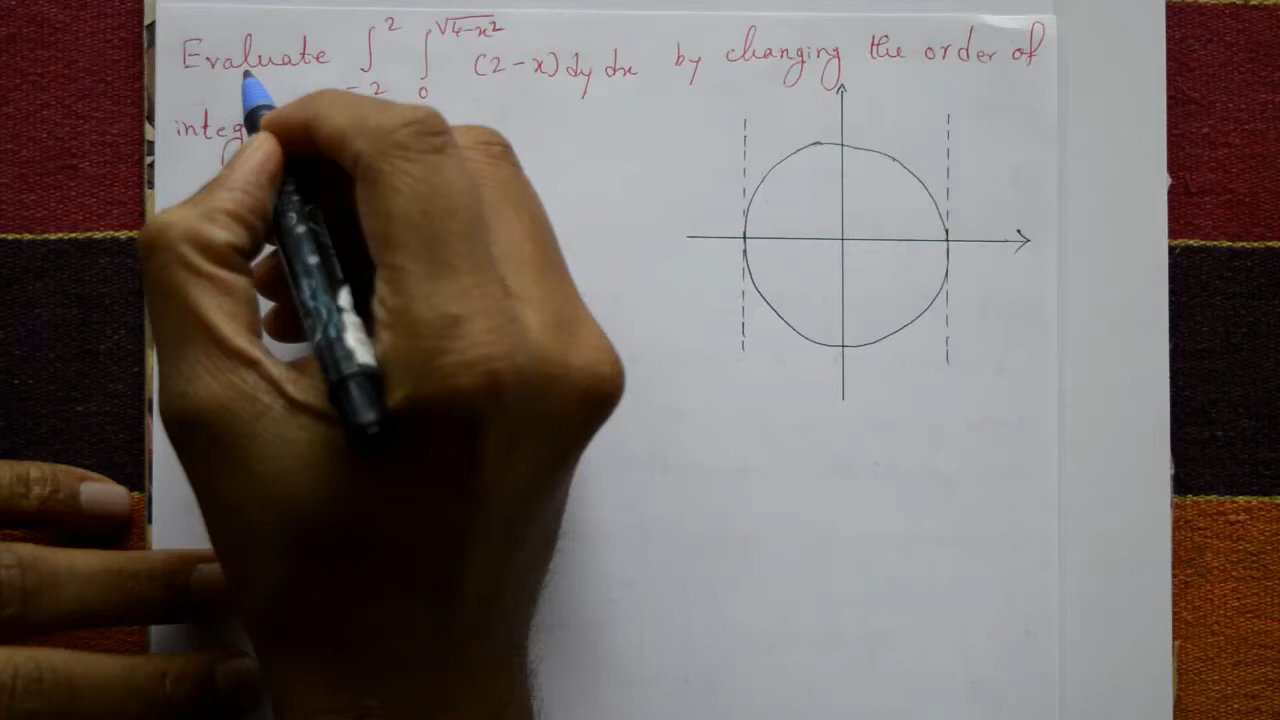 Evaluate ∫_{-2}^{2} ∫_{0}^{√(4-x²)} (2-x) dy dx by changing the order of
integ